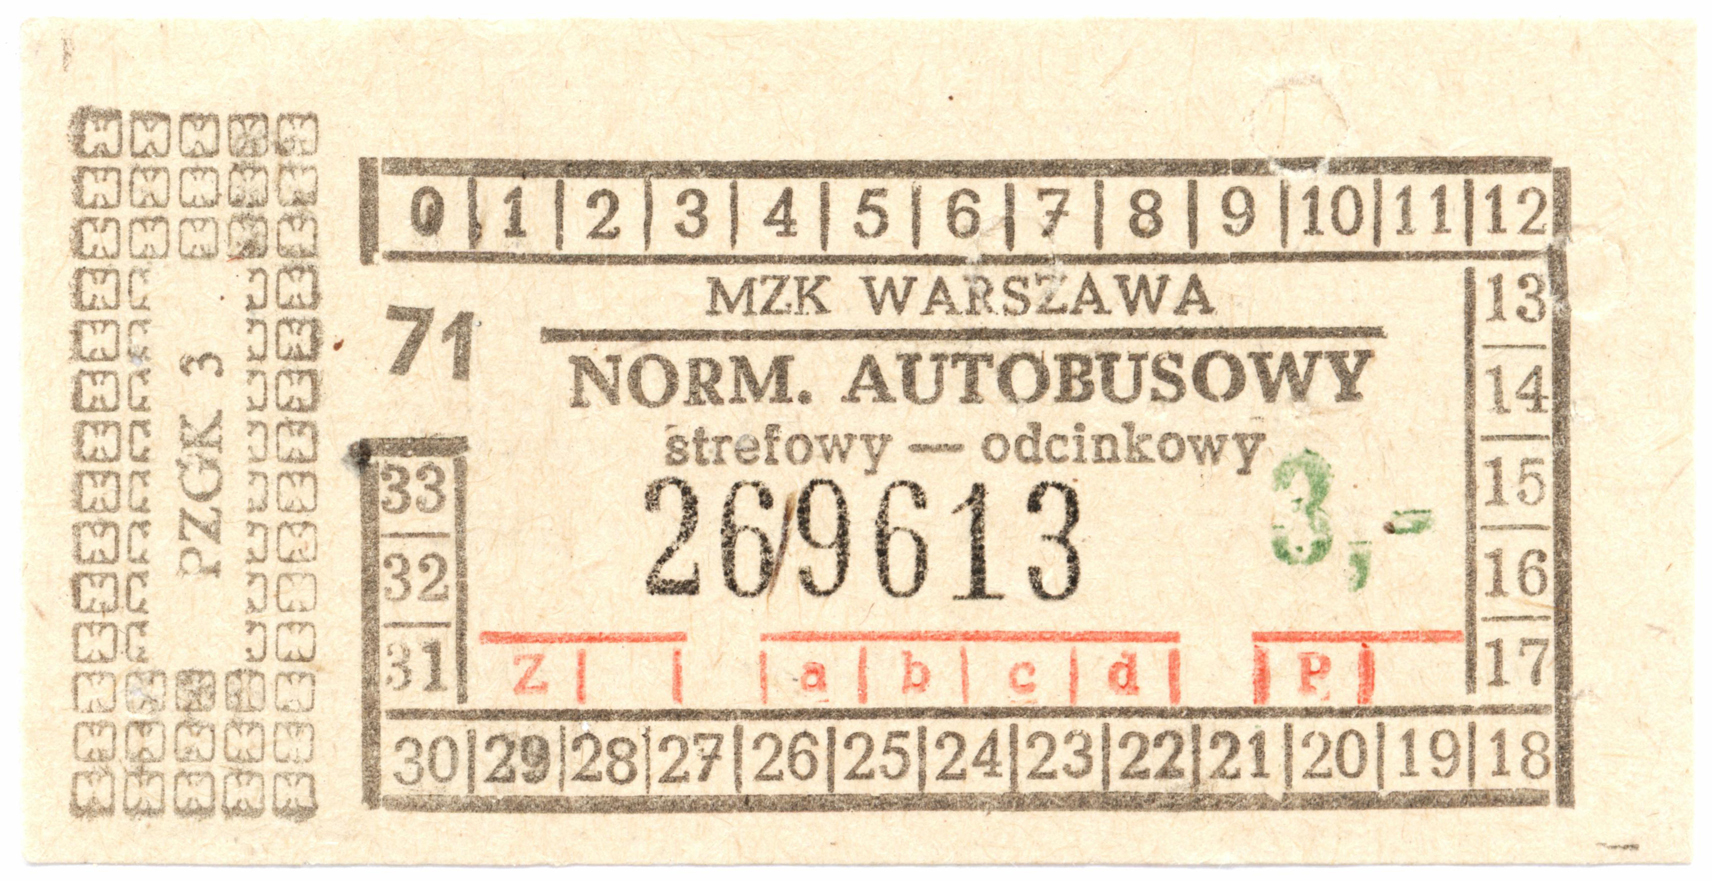 PZGK 3
0 1 2 3 4 5 6 7 8 9 10 11 12
MZK WARSZAWA
13
71
NORM. AUTOBUSOWY
14
strefowy — odcinkowy
33
269613
3,-
15
32
16
31
Z a b c d P
17
30 29 28 27 26 25 24 23 22 21 20 19 18